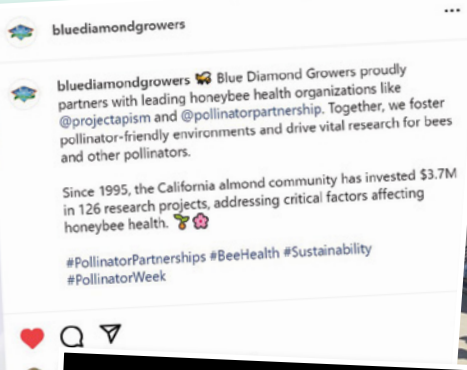 bluediamondgrowers
bluediamondgrowers 🐝 Blue Diamond Growers proudly
partners with leading honeybee health organizations like
@projectapism and @pollinatorpartnership. Together, we foster
pollinator-friendly environments and drive vital research for bees
and other pollinators.
Since 1995, the California almond community has invested $3.7M
in 126 research projects, addressing critical factors affecting
honeybee health. 🌱🌸
#PollinatorPartnerships #BeeHealth #Sustainability
#PollinatorWeek